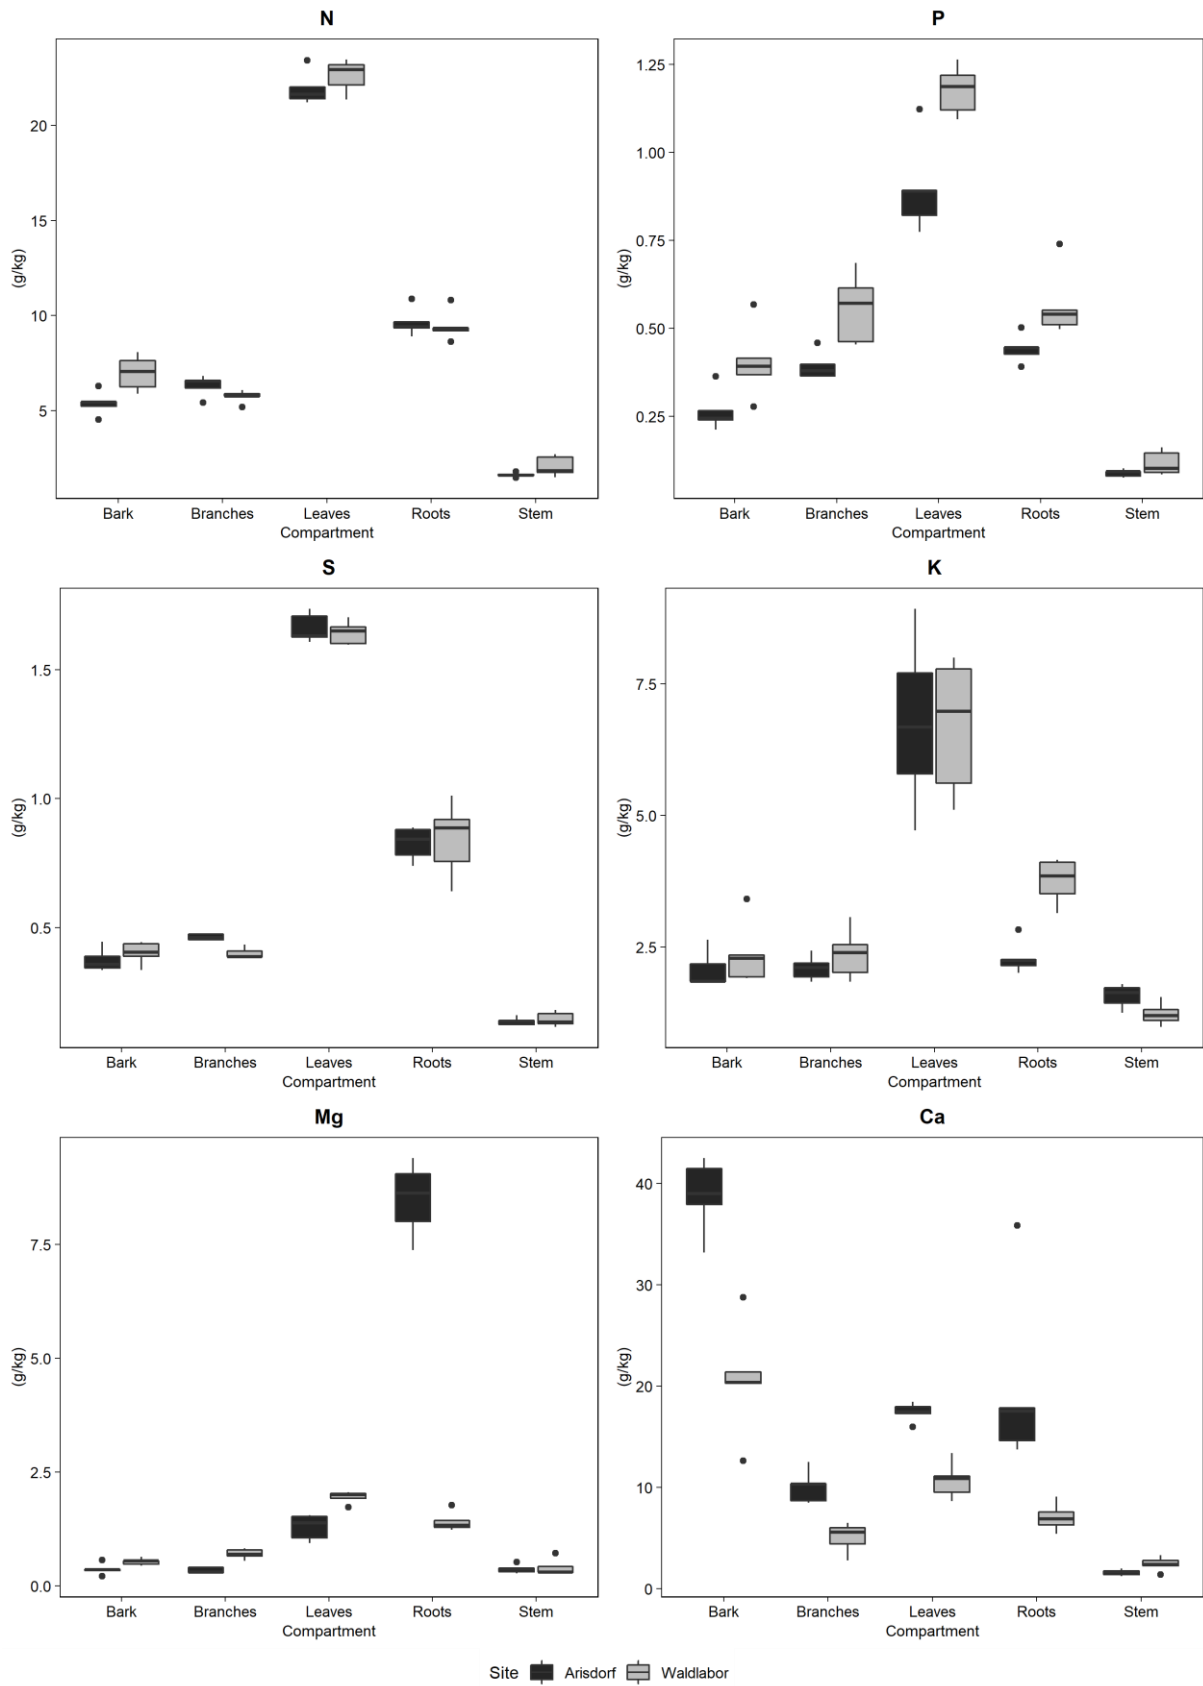 N
20
15
10
5
(g/kg)
Bark Branches Leaves Roots Stem
Compartment
P
1.25
1.00
0.75
0.50
0.25
(g/kg)
Bark Branches Leaves Roots Stem
Compartment
S
1.5
1.0
0.5
(g/kg)
Bark Branches Leaves Roots Stem
Compartment
K
7.5
5.0
2.5
(g/kg)
Bark Branches Leaves Roots Stem
Compartment
Mg
7.5
5.0
2.5
0.0
(g/kg)
Bark Branches Leaves Roots Stem
Compartment
Ca
40
30
20
10
0
(g/kg)
Bark Branches Leaves Roots Stem
Compartment
Site Arisdorf Waldlabor